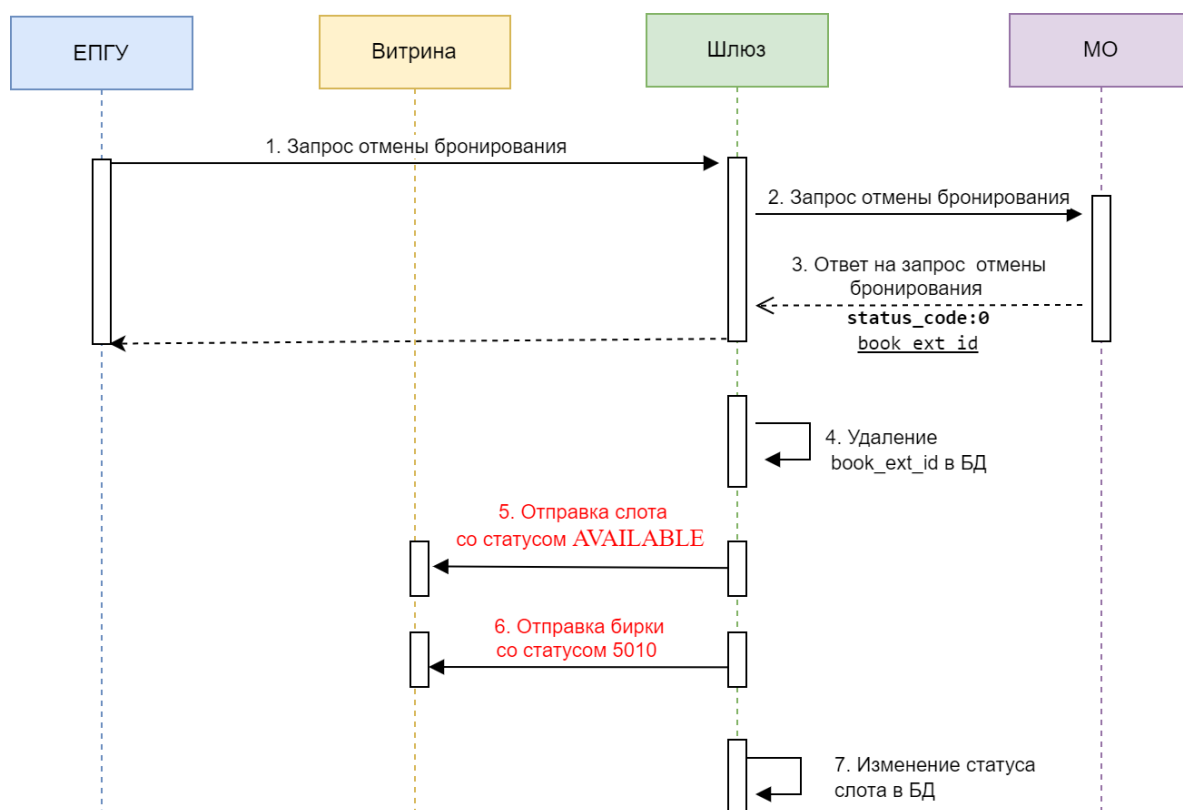 ЕПГУ
Витрина
Шлюз
МО
1. Запрос отмены бронирования
2. Запрос отмены бронирования
3. Ответ на запрос отмены
бронирования
status_code:0
book_ext_id
4. Удаление
book_ext_id в БД
5. Отправка слота
со статусом AVAILABLE
6. Отправка бирки
со статусом 5010
7. Изменение статуса
слота в БД